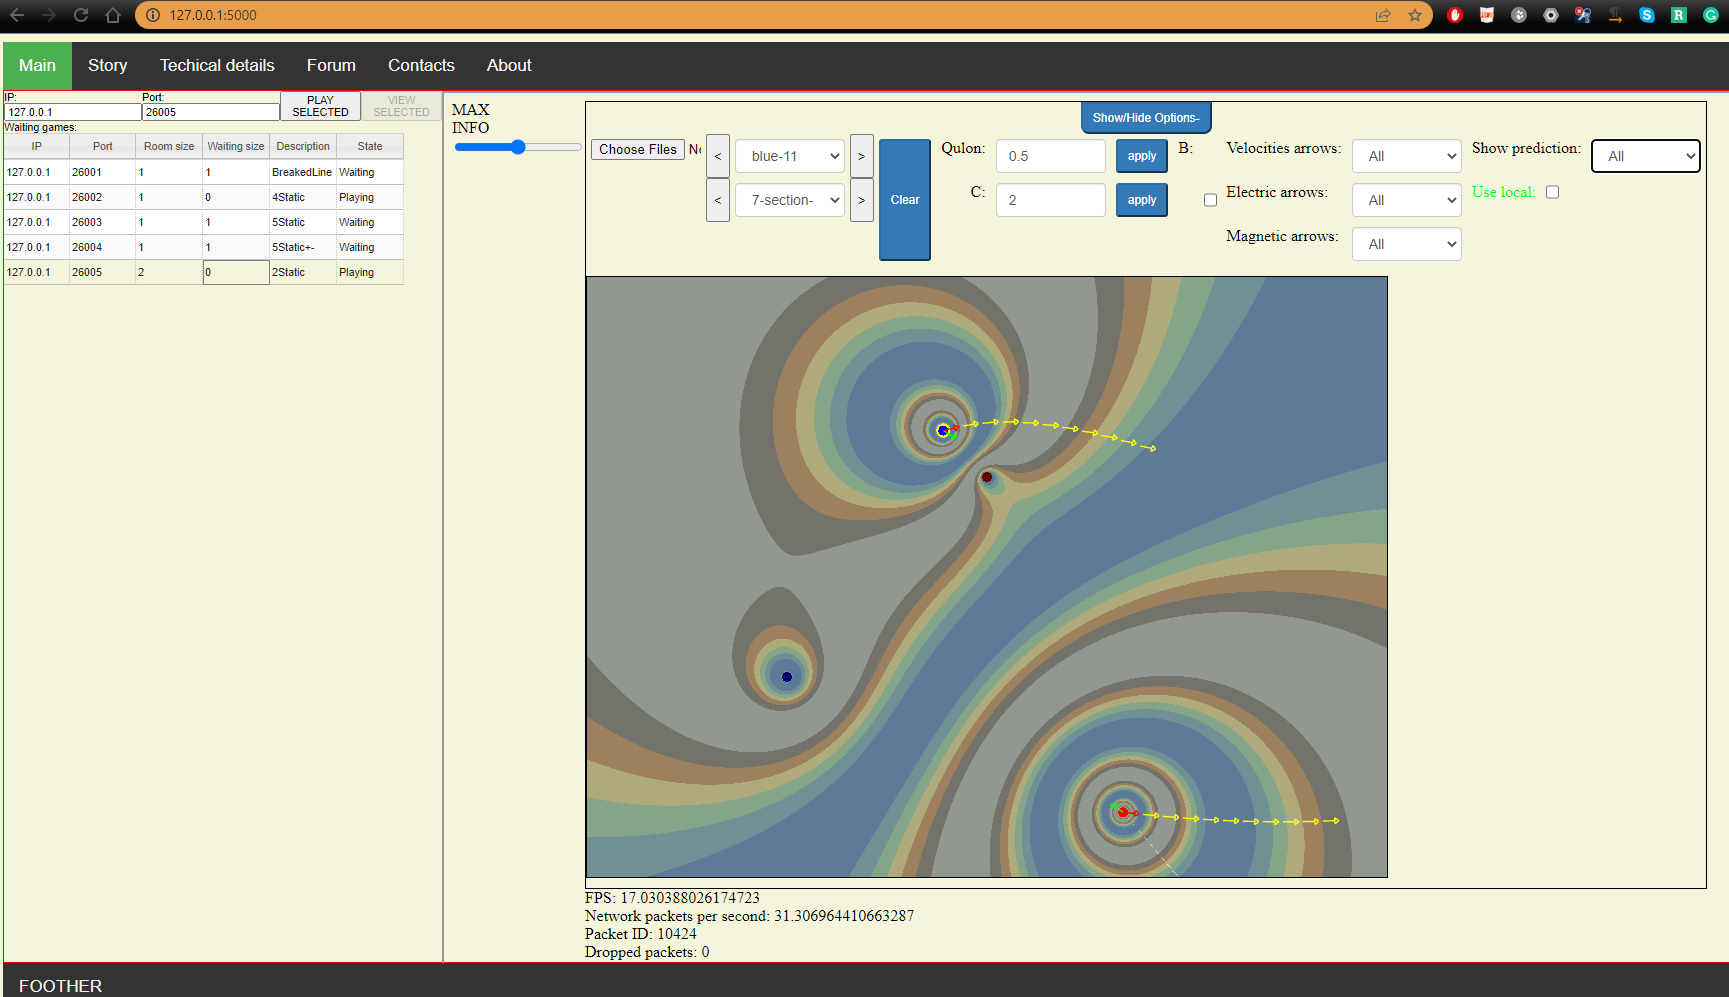 127.0.0.1:5000
Main Story Techical details Forum Contacts About
IP: Port:
127.0.0.1 26005 PLAY SELECTED VIEW SELECTED
Waiting games:
IP Port Room size Waiting size Description State
127.0.0.1 26001 1 1 BreakedLine Waiting
127.0.0.1 26002 1 0 4Static Playing
127.0.0.1 26003 1 1 5Static Waiting
127.0.0.1 26004 1 1 5Static+- Waiting
127.0.0.1 26005 2 0 2Static Playing
MAX
INFO
Show/Hide Options-
Choose Files Nc < blue-11 > Clear Qulon: 0.5 apply B: Velocities arrows: All Show prediction: All
< 7-section- > C: 2 apply Electric arrows: All Use local:
Magnetic arrows: All
FPS: 17.030388026174723
Network packets per second: 31.306964410663287
Packet ID: 10424
Dropped packets: 0
FOOTHER